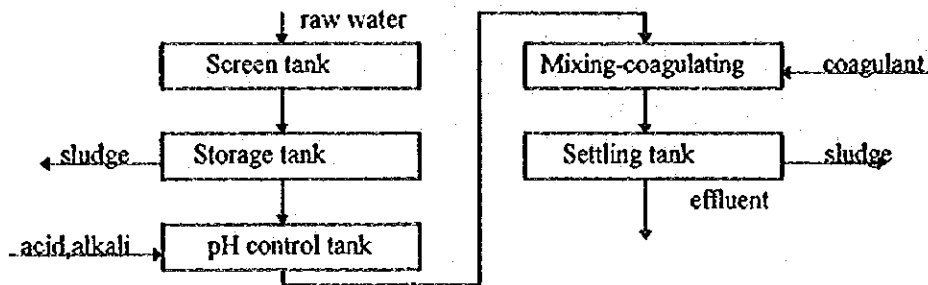 raw water
Screen tank
sludge
Storage tank
acid,alkali
pH control tank
Mixing-coagulating
coagulant
Settling tank
sludge
effluent